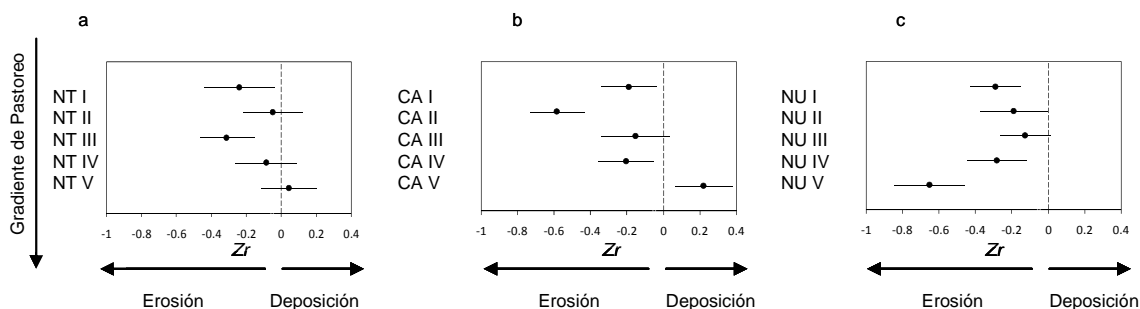 a
b
c
Gradiente de Pastoreo
NT I
NT II
NT III
NT IV
NT V
-1 -0.8 -0.6 -0.4 -0.2 0 0.2 0.4
Zr
Erosión Deposición
CA I
CA II
CA III
CA IV
CA V
-1 -0.8 -0.6 -0.4 -0.2 0 0.2 0.4
Zr
Erosión Deposición
NU I
NU II
NU III
NU IV
NU V
-1 -0.8 -0.6 -0.4 -0.2 0 0.2 0.4
Zr
Erosión Deposición